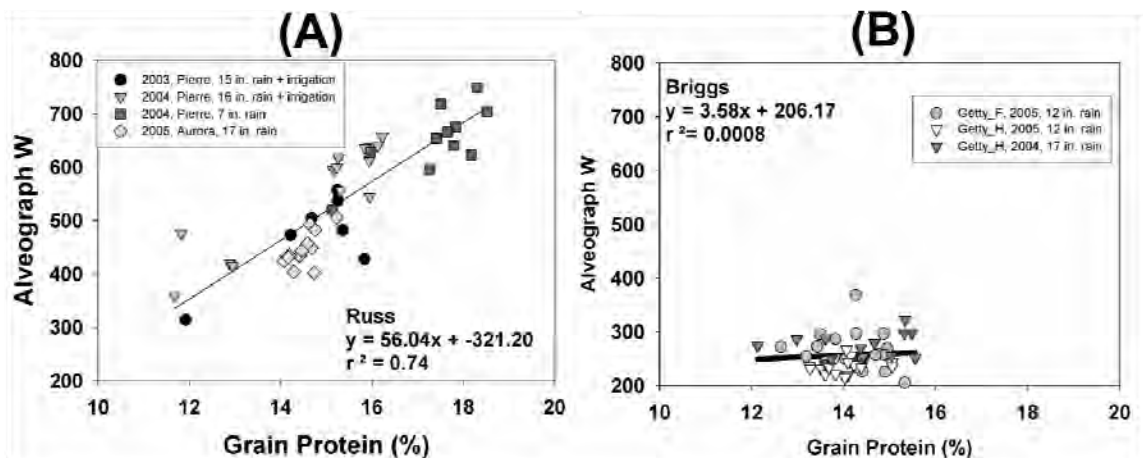 (A)
800
700
600
500
400
300
200
Alveograph W
2003, Pierre, 15 in. rain + irrigation
2004, Pierre, 16 in. rain + irrigation
2004, Pierre, 7 in. rain
2005, Aurora, 17 in. rain
Russ
y = 56.04x + -321.20
r ² = 0.74
10 12 14 16 18 20
Grain Protein (%)
(B)
800
700
600
500
400
300
200
Alveograph W
Briggs
y = 3.58x + 206.17
r ²= 0.0008
Getty_F, 2005, 12 in. rain
Getty_H, 2005, 12 in. rain
Getty_H, 2004, 17 in. rain
10 12 14 16 18 20
Grain Protein (%)